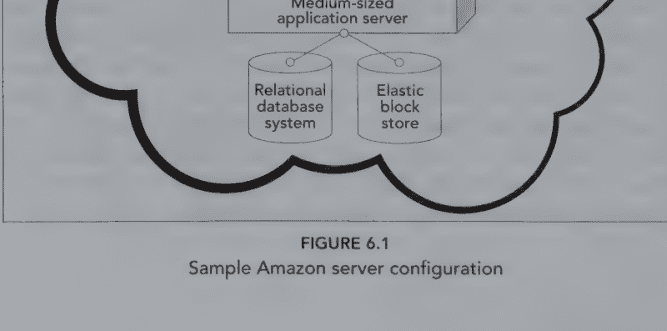 Medium-sized
application server
Relational
database
system
Elastic
block
store
FIGURE 6.1
Sample Amazon server configuration